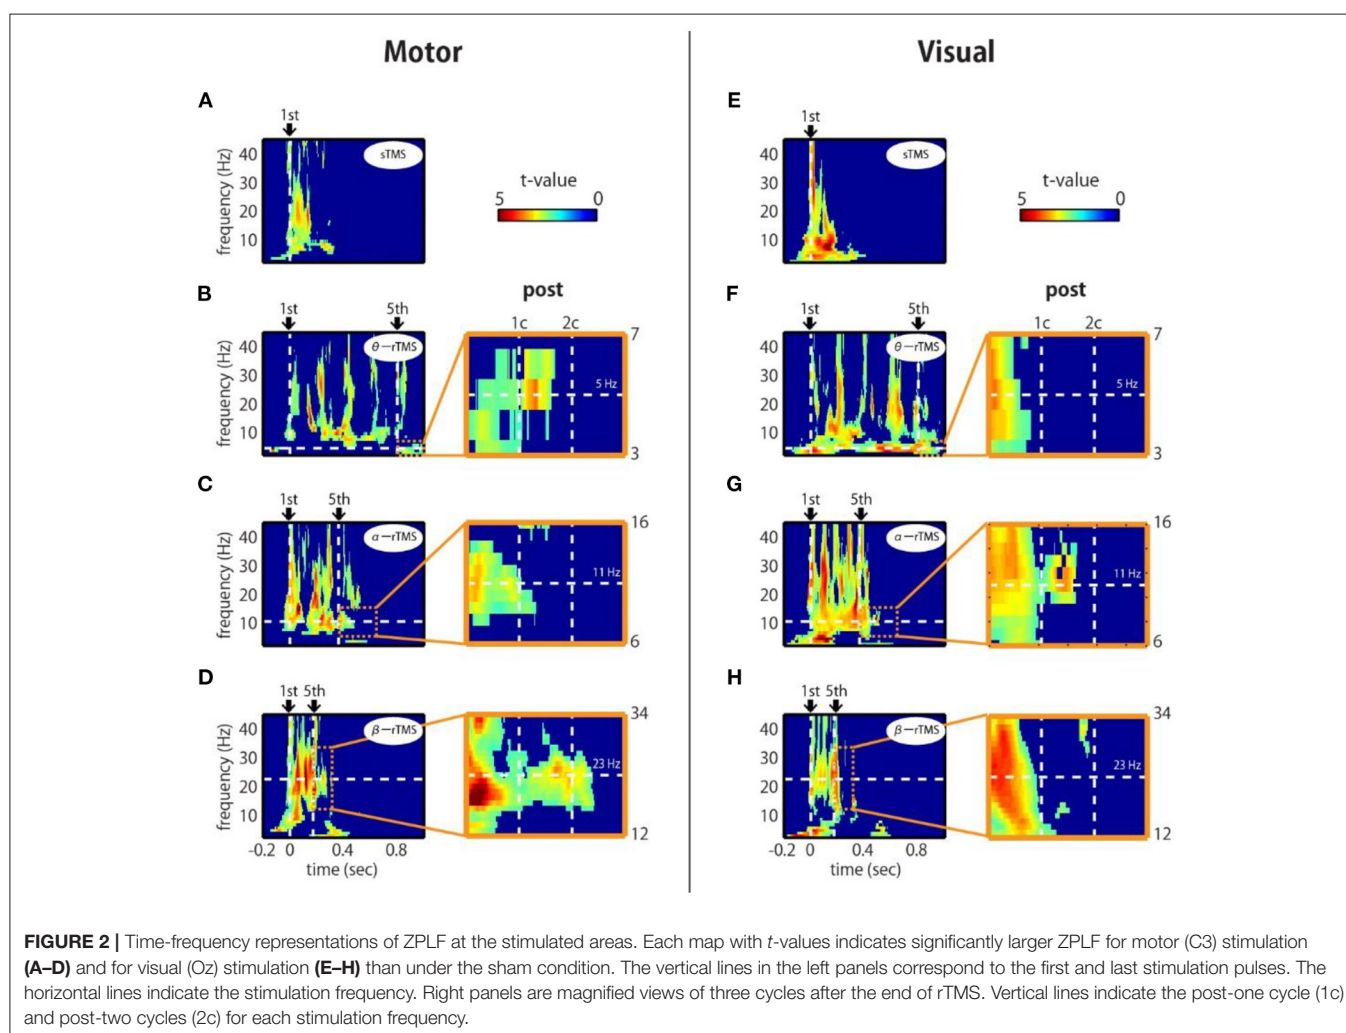 Motor
Visual
A
1st
40
30
20
10
frequency (Hz)
sTMS
t-value
5 0
E
1st
40
30
20
10
sTMS
t-value
5 0
B
1st 5th
40
30
20
10
frequency (Hz)
θ−rTMS
post
1c 2c
7
5 Hz
3
F
1st 5th
40
30
20
10
θ−rTMS
post
1c 2c
7
5 Hz
3
C
1st 5th
40
30
20
10
frequency (Hz)
α−rTMS
16
11 Hz
6
G
1st 5th
40
30
20
10
α−rTMS
16
11 Hz
6
D
1st 5th
40
30
20
10
frequency (Hz)
β−rTMS
-0.2 0 0.4 0.8
time (sec)
34
23 Hz
12
H
1st 5th
40
30
20
10
β−rTMS
-0.2 0 0.4 0.8
time (sec)
34
23 Hz
12
FIGURE 2 | Time-frequency representations of ZPLF at the stimulated areas. Each map with t-values indicates significantly larger ZPLF for motor (C3) stimulation
(A–D) and for visual (Oz) stimulation (E–H) than under the sham condition. The vertical lines in the left panels correspond to the first and last stimulation pulses. The
horizontal lines indicate the stimulation frequency. Right panels are magnified views of three cycles after the end of rTMS. Vertical lines indicate the post-one cycle (1c)
and post-two cycles (2c) for each stimulation frequency.